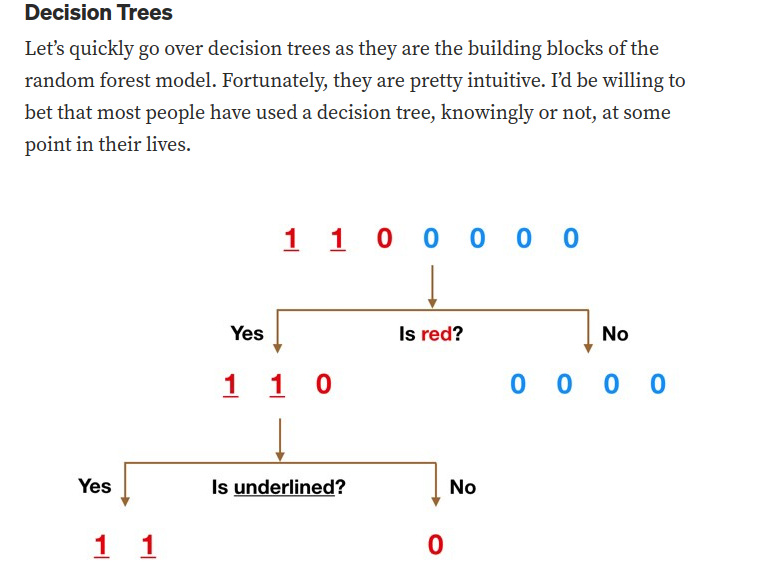 Decision Trees
Let’s quickly go over decision trees as they are the building blocks of the
random forest model. Fortunately, they are pretty intuitive. I’d be willing to
bet that most people have used a decision tree, knowingly or not, at some
point in their lives.
1 1 0 0 0 0 0
Yes Is red? No
1 1 0 0 0 0 0
Yes Is underlined? No
1 1 0